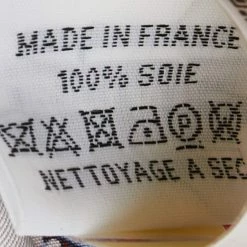 MADE IN FRANCE
100% SOIE
NETTOYAGE A SEC